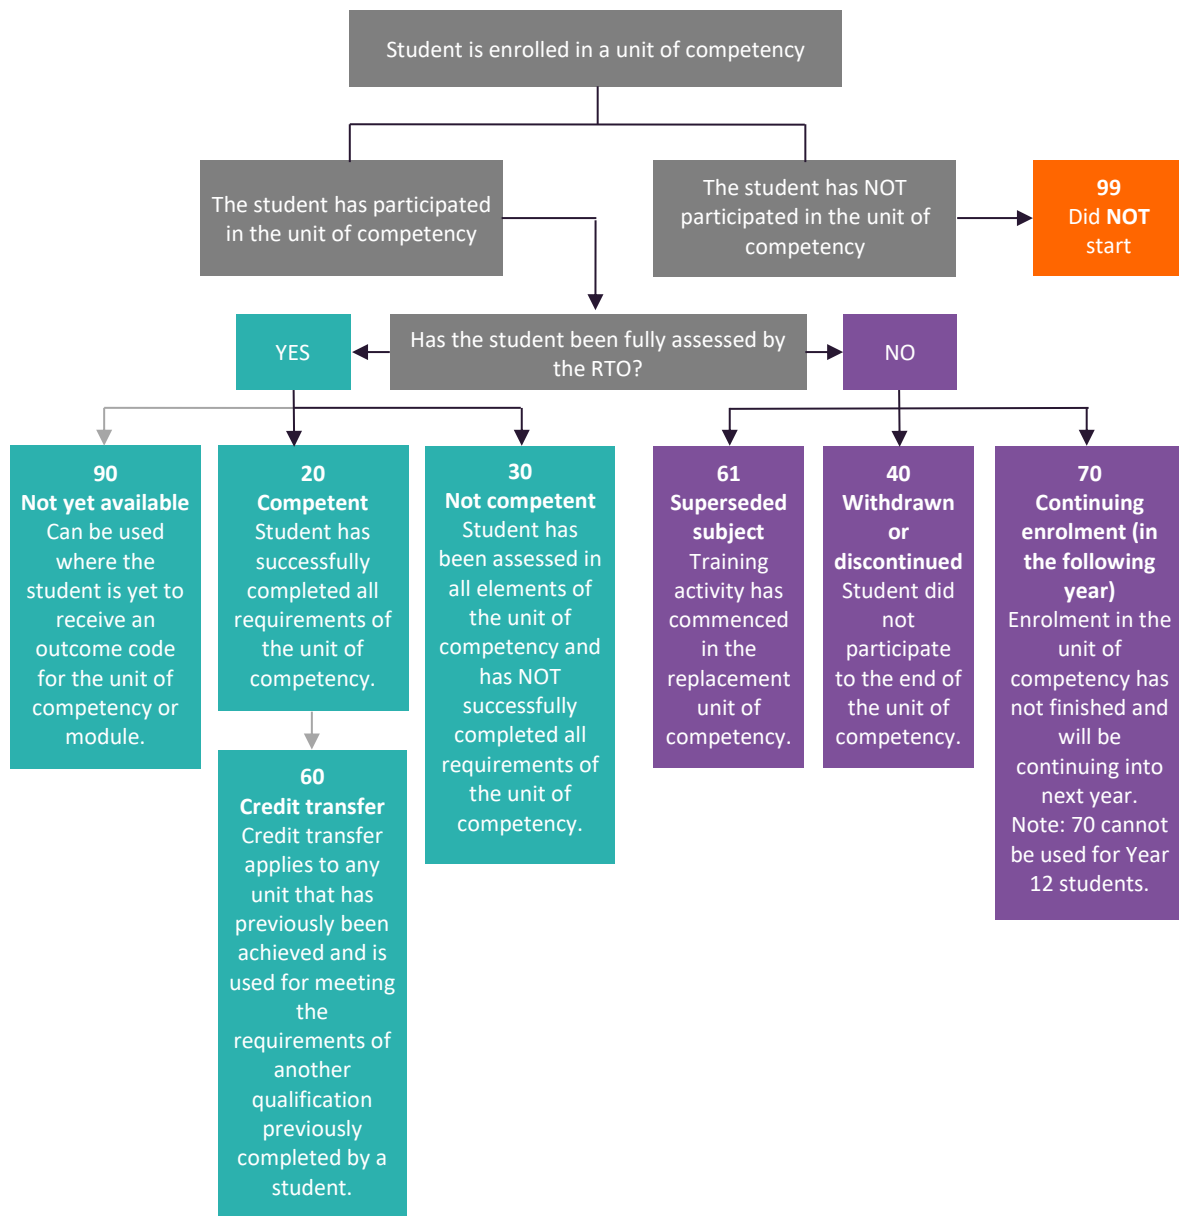 Student is enrolled in a unit of competency
The student has participated
in the unit of competency
The student has NOT
participated in the unit of
competency
99
Did NOT
start
YES
Has the student been fully assessed by
the RTO?
NO
90
Not yet available
Can be used
where the
student is yet to
receive an
outcome code
for the unit of
competency or
module.
20
Competent
Student has
successfully
completed all
requirements of
the unit of
competency.
30
Not competent
Student has
been assessed in
all elements of
the unit of
competency and
has NOT
successfully
completed all
requirements of
the unit of
competency.
61
Superseded
subject
Training
activity has
commenced
in the
replacement
unit of
competency.
40
Withdrawn
or
discontinued
Student did
not
participate
to the end of
the unit of
competency.
70
Continuing
enrolment (in
the following
year)
Enrolment in the
unit of
competency has
not finished and
will be
continuing into
next year.
Note: 70 cannot
be used for Year
12 students.
60
Credit transfer
Credit transfer
applies to any
unit that has
previously been
achieved and is
used for meeting
the
requirements of
another
qualification
previously
completed by a
student.